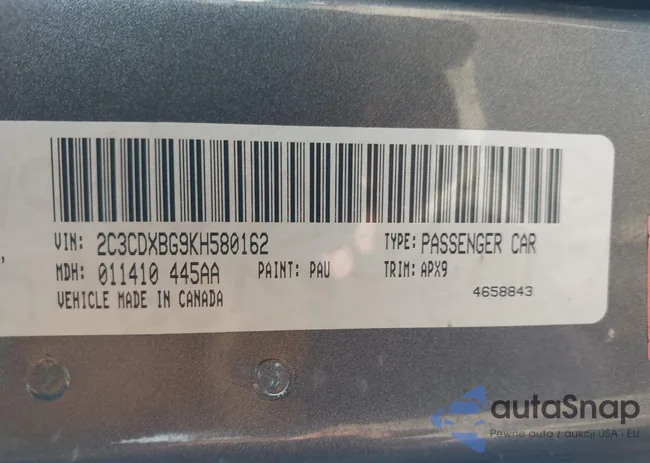 VIN: 2C3CDXBG9KH580162 TYPE: PASSENGER CAR
MDH: 011410 445AA PAINT: PAU TRIM: APX9
VEHICLE MADE IN CANADA 4658843
autaSnap
Pewne auta z aukcji USA i EU